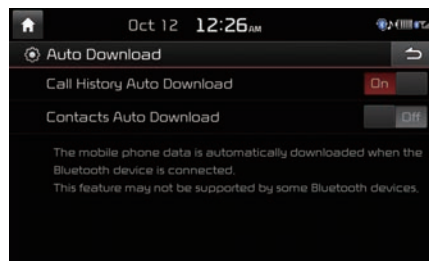 Oct 12 12:26AM
Auto Download
Call History Auto Download On
Contacts Auto Download Off
The mobile phone data is automatically downloaded when the
Bluetooth device is connected.
This feature may not be supported by some Bluetooth devices.